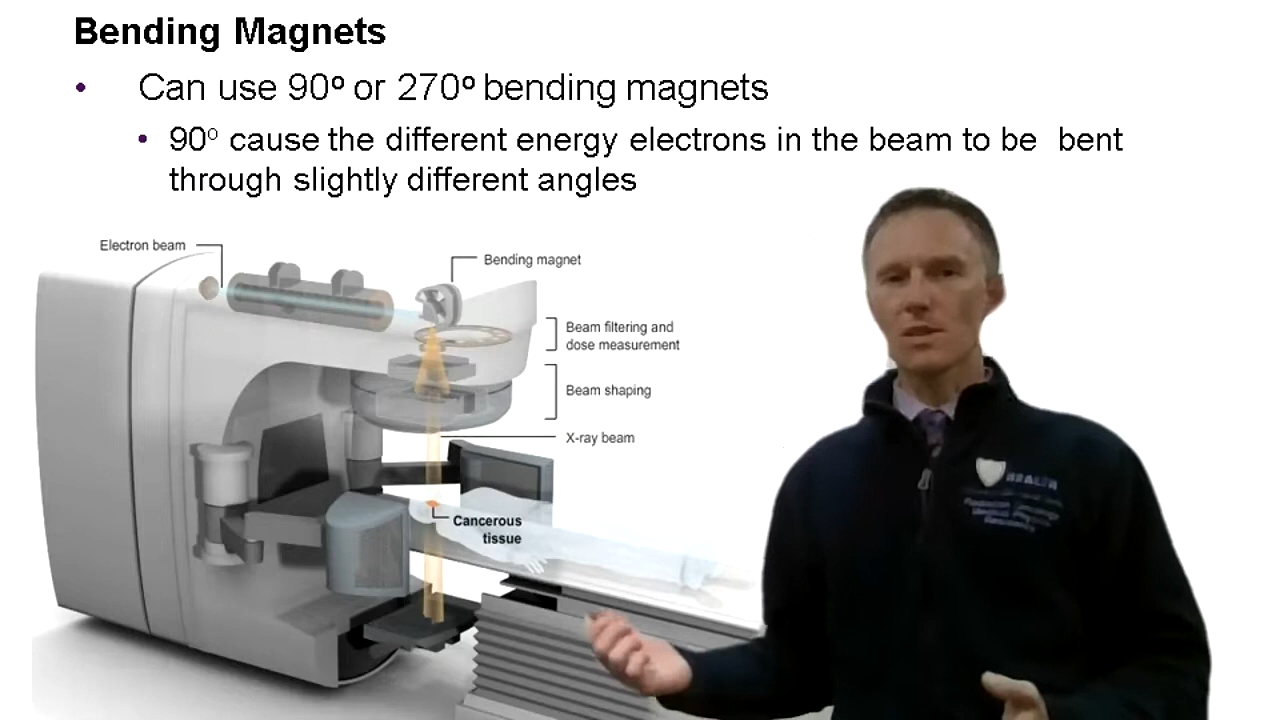 Bending Magnets
• Can use 90º or 270º bending magnets
• 90º cause the different energy electrons in the beam to be bent
through slightly different angles
Electron beam
Bending magnet
Beam filtering and
dose measurement
Beam shaping
X-ray beam
Cancerous
tissue
HEALTH